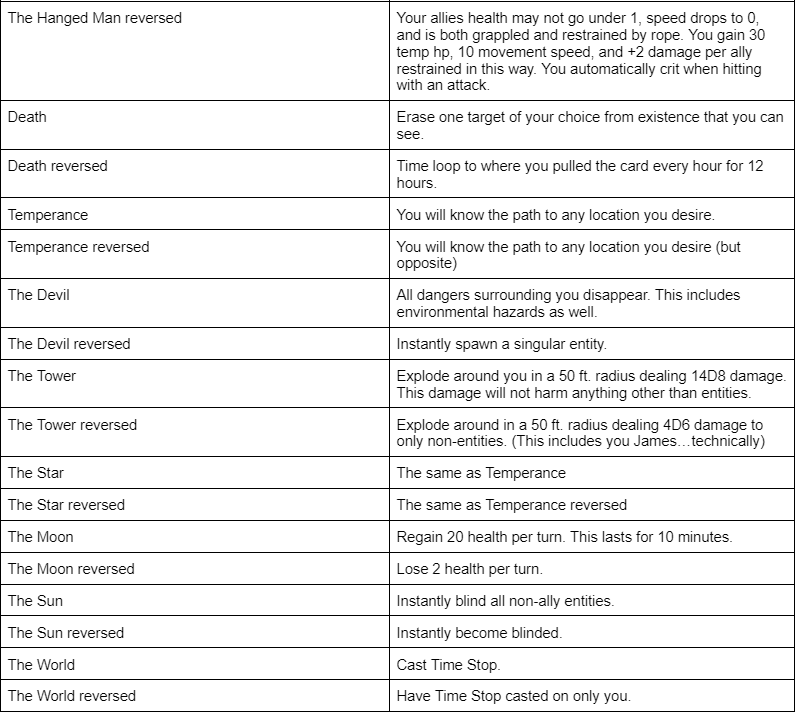 The Hanged Man reversed
Your allies health may not go under 1, speed drops to 0,
and is both grappled and restrained by rope. You gain 30
temp hp, 10 movement speed, and +2 damage per ally
restrained in this way. You automatically crit when hitting
with an attack.
Death
Erase one target of your choice from existence that you can
see.
Death reversed
Time loop to where you pulled the card every hour for 12
hours.
Temperance
You will know the path to any location you desire.
Temperance reversed
You will know the path to any location you desire (but
opposite)
The Devil
All dangers surrounding you disappear. This includes
environmental hazards as well.
The Devil reversed
Instantly spawn a singular entity.
The Tower
Explode around you in a 50 ft. radius dealing 14D8 damage.
This damage will not harm anything other than entities.
The Tower reversed
Explode around in a 50 ft. radius dealing 4D6 damage to
only non-entities. (This includes you James…technically)
The Star
The same as Temperance
The Star reversed
The same as Temperance reversed
The Moon
Regain 20 health per turn. This lasts for 10 minutes.
The Moon reversed
Lose 2 health per turn.
The Sun
Instantly blind all non-ally entities.
The Sun reversed
Instantly become blinded.
The World
Cast Time Stop.
The World reversed
Have Time Stop casted on only you.